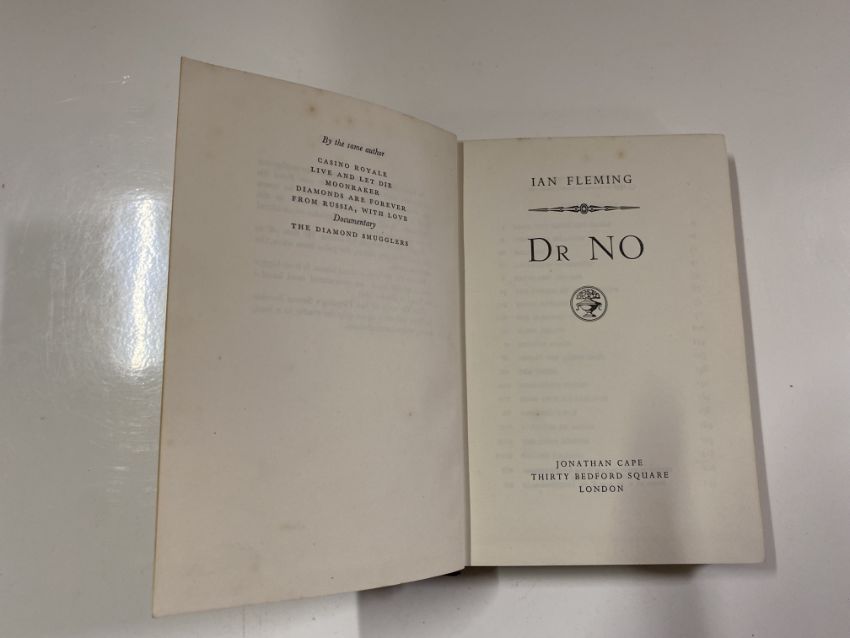 By the same author
CASINO ROYALE
LIVE AND LET DIE
MOONRAKER
DIAMONDS ARE FOREVER
FROM RUSSIA, WITH LOVE
Documentary
THE DIAMOND SMUGGLERS
IAN FLEMING
DR NO
JONATHAN CAPE
THIRTY BEDFORD SQUARE
LONDON